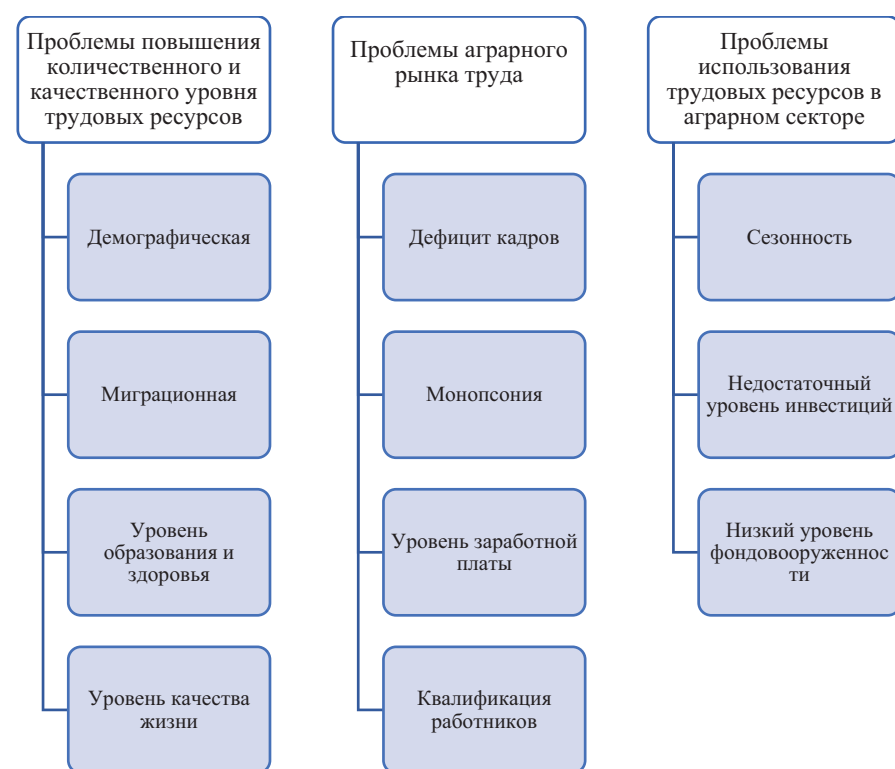 Проблемы повышения
количественного и
качественного уровня
трудовых ресурсов
Демографическая
Миграционная
Уровень
образования и
здоровья
Уровень качества
жизни
Проблемы аграрного
рынка труда
Дефицит кадров
Монопсония
Уровень заработной
платы
Квалификация
работников
Проблемы
использования
трудовых ресурсов в
аграрном секторе
Сезонность
Недостаточный
уровень инвестиций
Низкий уровень
фондовооруженнос
ти